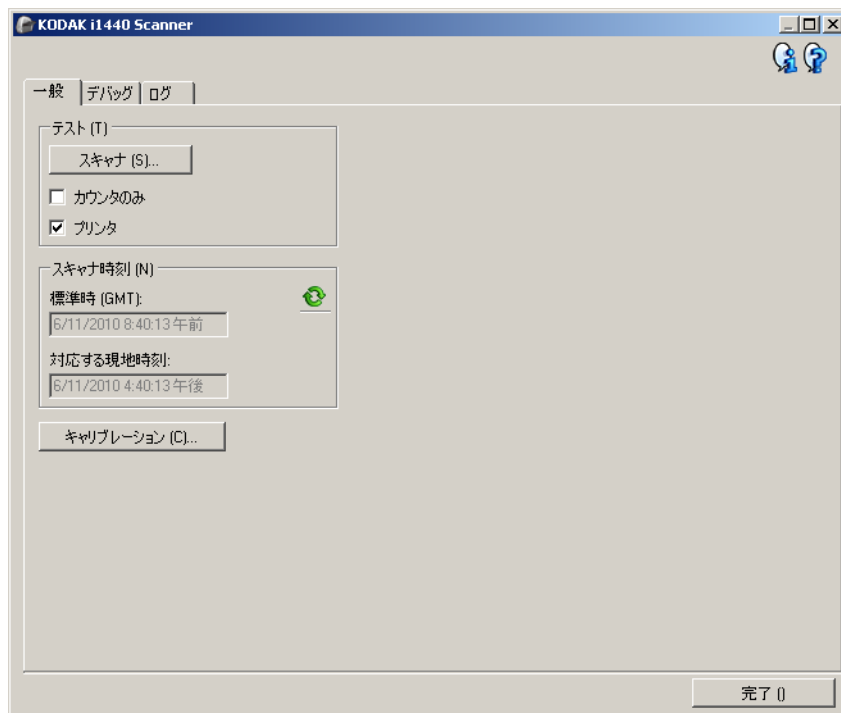 KODAK i1440 Scanner
一般
デバッグ
ログ
テスト (T)
スキャナ (S)...
カウンタのみ
プリンタ
スキャナ時刻 (N)
標準時 (GMT):
6/11/2010 8:40:13 午前
対応する現地時刻:
6/11/2010 4:40:13 午後
キャリブレーション (C)...
完了 ()